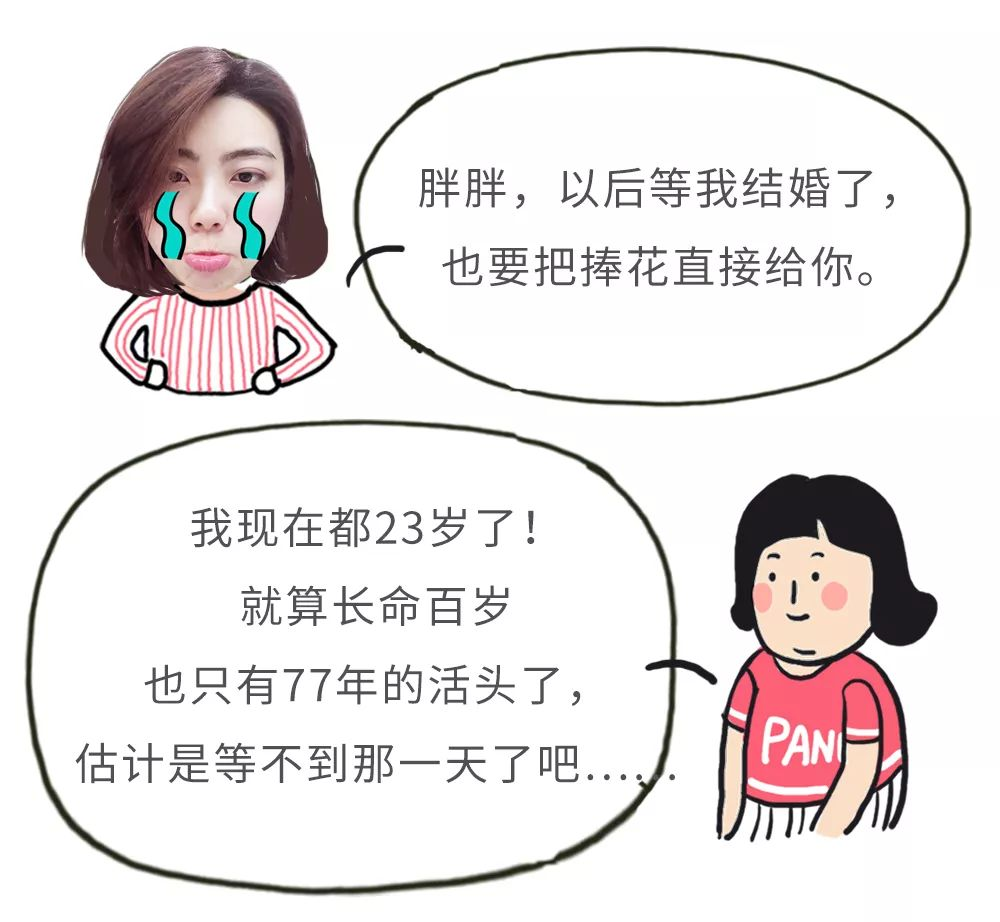 胖胖，以后等我结婚了，
也要把捧花直接给你。
我现在都23岁了！
就算长命百岁
也只有77年的活头了，
估计是等不到那一天了吧……
PANG